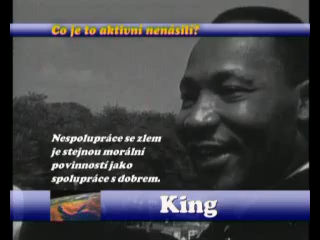 Co je to aktivní nenásilí?
Nespolupráce se zlem
je stejnou morální
povinností jako
spolupráce s dobrem.
King